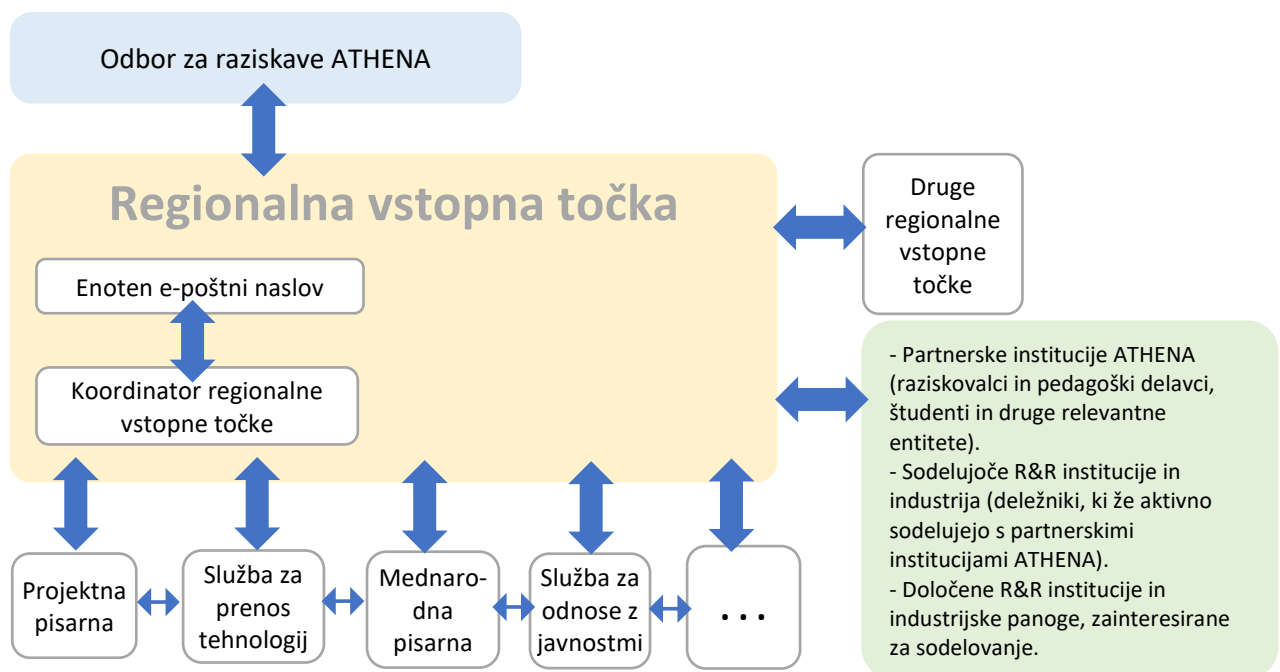 Odbor za raziskave ATHENA
Regionalna vstopna točka
Enoten e-poštni naslov
Koordinator regionalne
vstopne točke
Druge
regionalne
vstopne
točke
- Partnerske institucije ATHENA
(raziskovalci in pedagoški delavci,
študenti in druge relevantne
entitete).
- Sodelujoče R&R institucije in
industrija (deležniki, ki že aktivno
sodelujejo s partnerskimi
institucijami ATHENA).
- Določene R&R institucije in
industrijske panoge, zainteresirane
za sodelovanje.
Projektna
pisarna
Služba za
prenos
tehnologij
Mednaro-
dna
pisarna
Služba za
odnose z
javnostmi
...